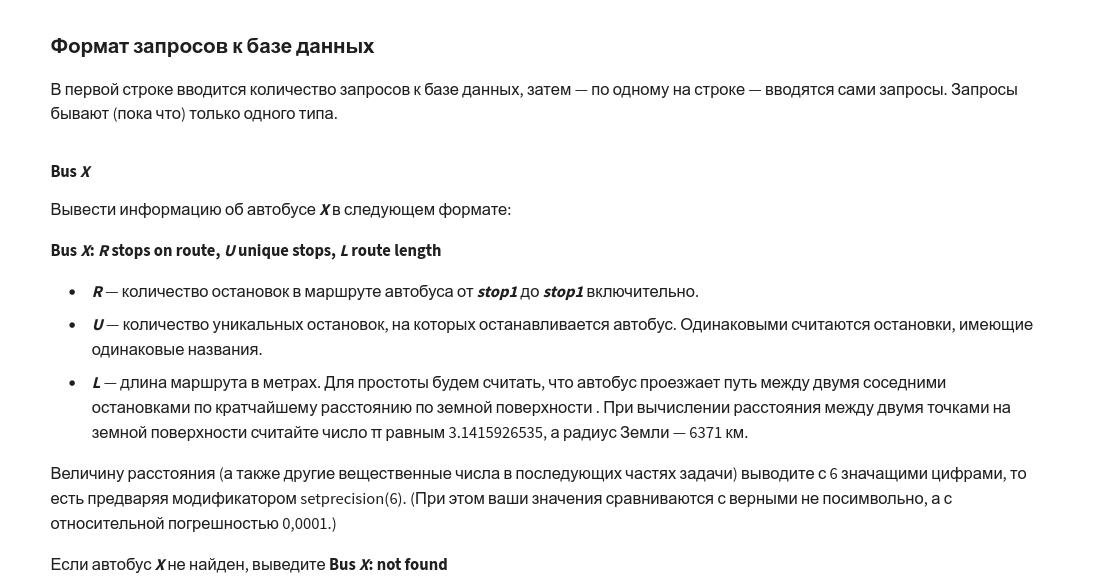 Формат запросов к базе данных
В первой строке вводится количество запросов к базе данных, затем — по одному на строке — вводятся сами запросы. Запросы
бывают (пока что) только одного типа.
Bus X
Вывести информацию об автобусе X в следующем формате:
Bus X: R stops on route, U unique stops, L route length
• R — количество остановок в маршруте автобуса от stop1 до stop1 включительно.
• U — количество уникальных остановок, на которых останавливается автобус. Одинаковыми считаются остановки, имеющие
одинаковые названия.
• L — длина маршрута в метрах. Для простоты будем считать, что автобус проезжает путь между двумя соседними
остановками по кратчайшему расстоянию по земной поверхности . При вычислении расстояния между двумя точками на
земной поверхности считайте число π равным 3.1415926535, а радиус Земли — 6371 км.
Величину расстояния (а также другие вещественные числа в последующих частях задачи) выводите с 6 значащими цифрами, то
есть предваряя модификатором setprecision(6). (При этом ваши значения сравниваются с верными не посимвольно, а с
относительной погрешностью 0,0001.)
Если автобус X не найден, выведите Bus X: not found